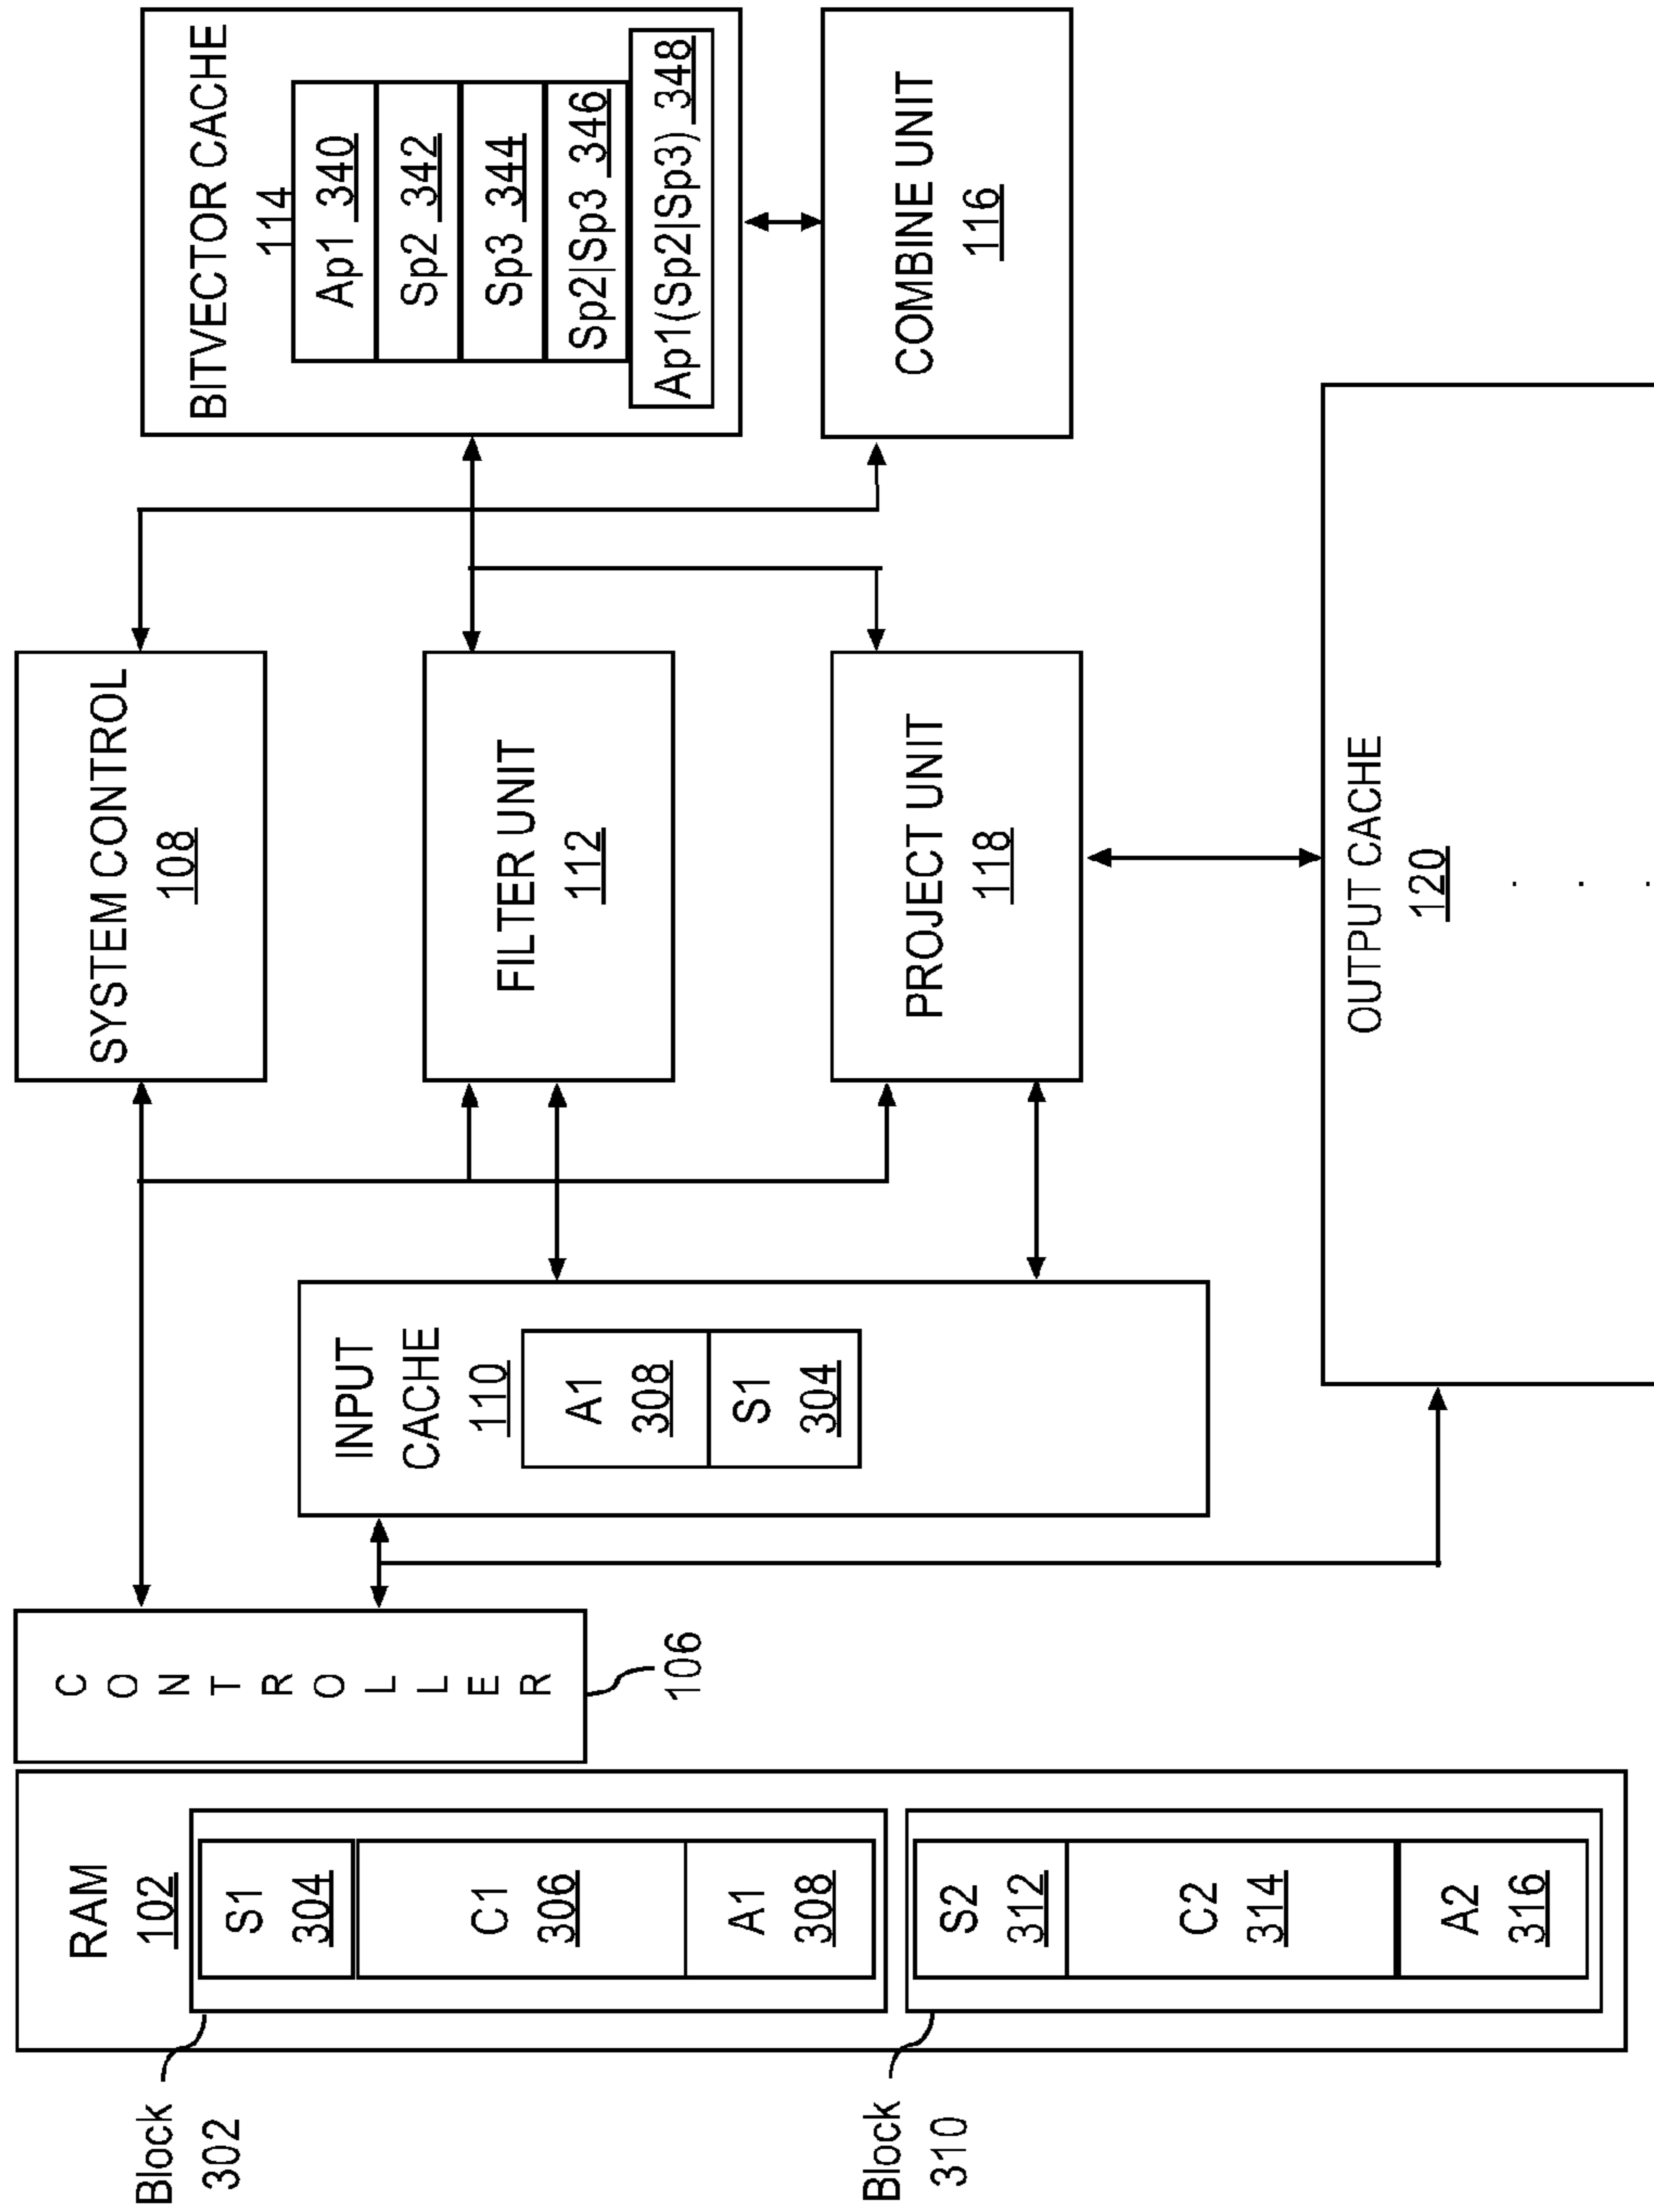 Block
302
Block
310
RAM
102
S1
304
C1
306
A1
308
S2
312
C2
314
A2
316
CONTROLLER
106
INPUT
CACHE
110
A1
308
S1
304
SYSTEM CONTROL
108
FILTER UNIT
112
PROJECT UNIT
118
OUTPUT CACHE
120
.
.
.
BITVECTOR CACHE
114
Ap1 340
Sp2 342
Sp3 344
Sp2|Sp3 346
Ap1(Sp2|Sp3) 348
COMBINE UNIT
116